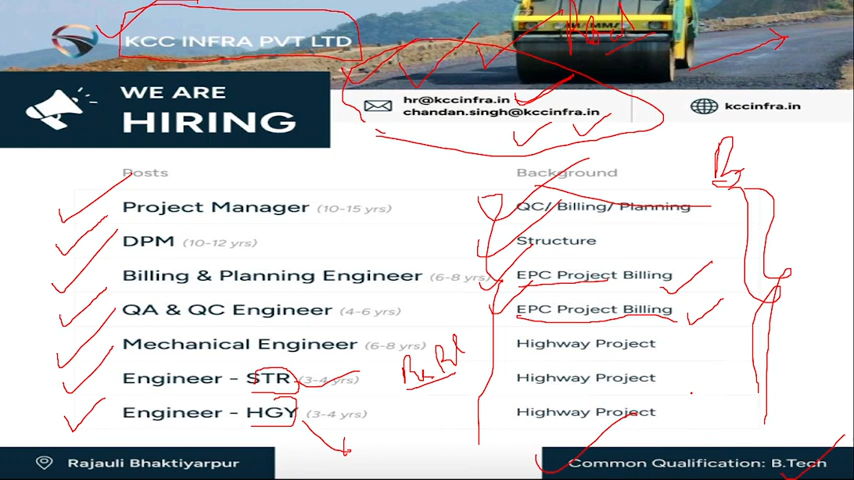 KCC INFRA PVT LTD
WE ARE
HIRING
hr@kccinfra.in
chandan.singh@kccinfra.in
kccinfra.in
Posts Background
Project Manager (10-15 yrs) QC/ Billing/ Planning
DPM (10-12 yrs) Structure
Billing & Planning Engineer (6-8 yrs) EPC Project Billing
QA & QC Engineer (4-6 yrs) EPC Project Billing
Mechanical Engineer (6-8 yrs) Highway Project
Engineer - STR (3-4 yrs) Highway Project
Engineer - HGY (3-4 yrs) Highway Project
Rajauli Bhaktiyarpur Common Qualification: B.Tech